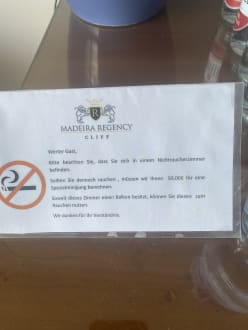 R
MADEIRA REGENCY
CLIFF
Werter Gast,
Bitte beachten Sie, dass Sie sich in einem Nichtraucherzimmer
befinden.
Sollten Sie dennoch rauchen , müssen wir Ihnen 50,00€ für eine
Spezialreinigung berechnen.
Soweit dieses Zimmer einen Balkon besitzt, können Sie diesen zum
Rauchen nutzen.
Wir danken für Ihr Verständnis.